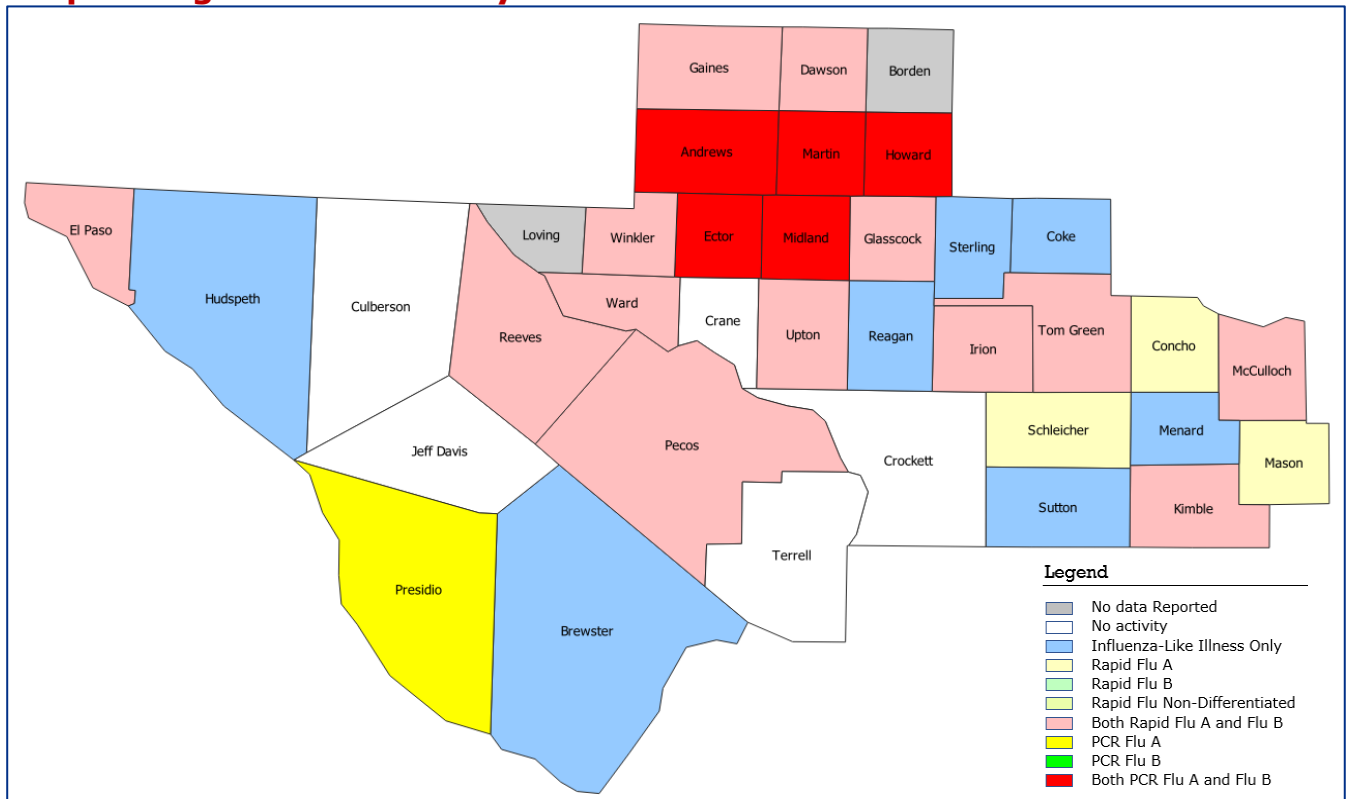 Gaines
Dawson
Borden
Andrews
Martin
Howard
El Paso
Hudspeth
Culberson
Loving
Winkler
Ector
Midland
Glasscock
Sterling
Coke
Reeves
Ward
Crane
Upton
Reagan
Irion
Tom Green
Concho
McCulloch
Jeff Davis
Pecos
Crockett
Schleicher
Menard
Mason
Sutton
Kimble
Terrell
Presidio
Brewster
Legend
No data Reported
No activity
Influenza-Like Illness Only
Rapid Flu A
Rapid Flu B
Rapid Flu Non-Differentiated
Both Rapid Flu A and Flu B
PCR Flu A
PCR Flu B
Both PCR Flu A and Flu B